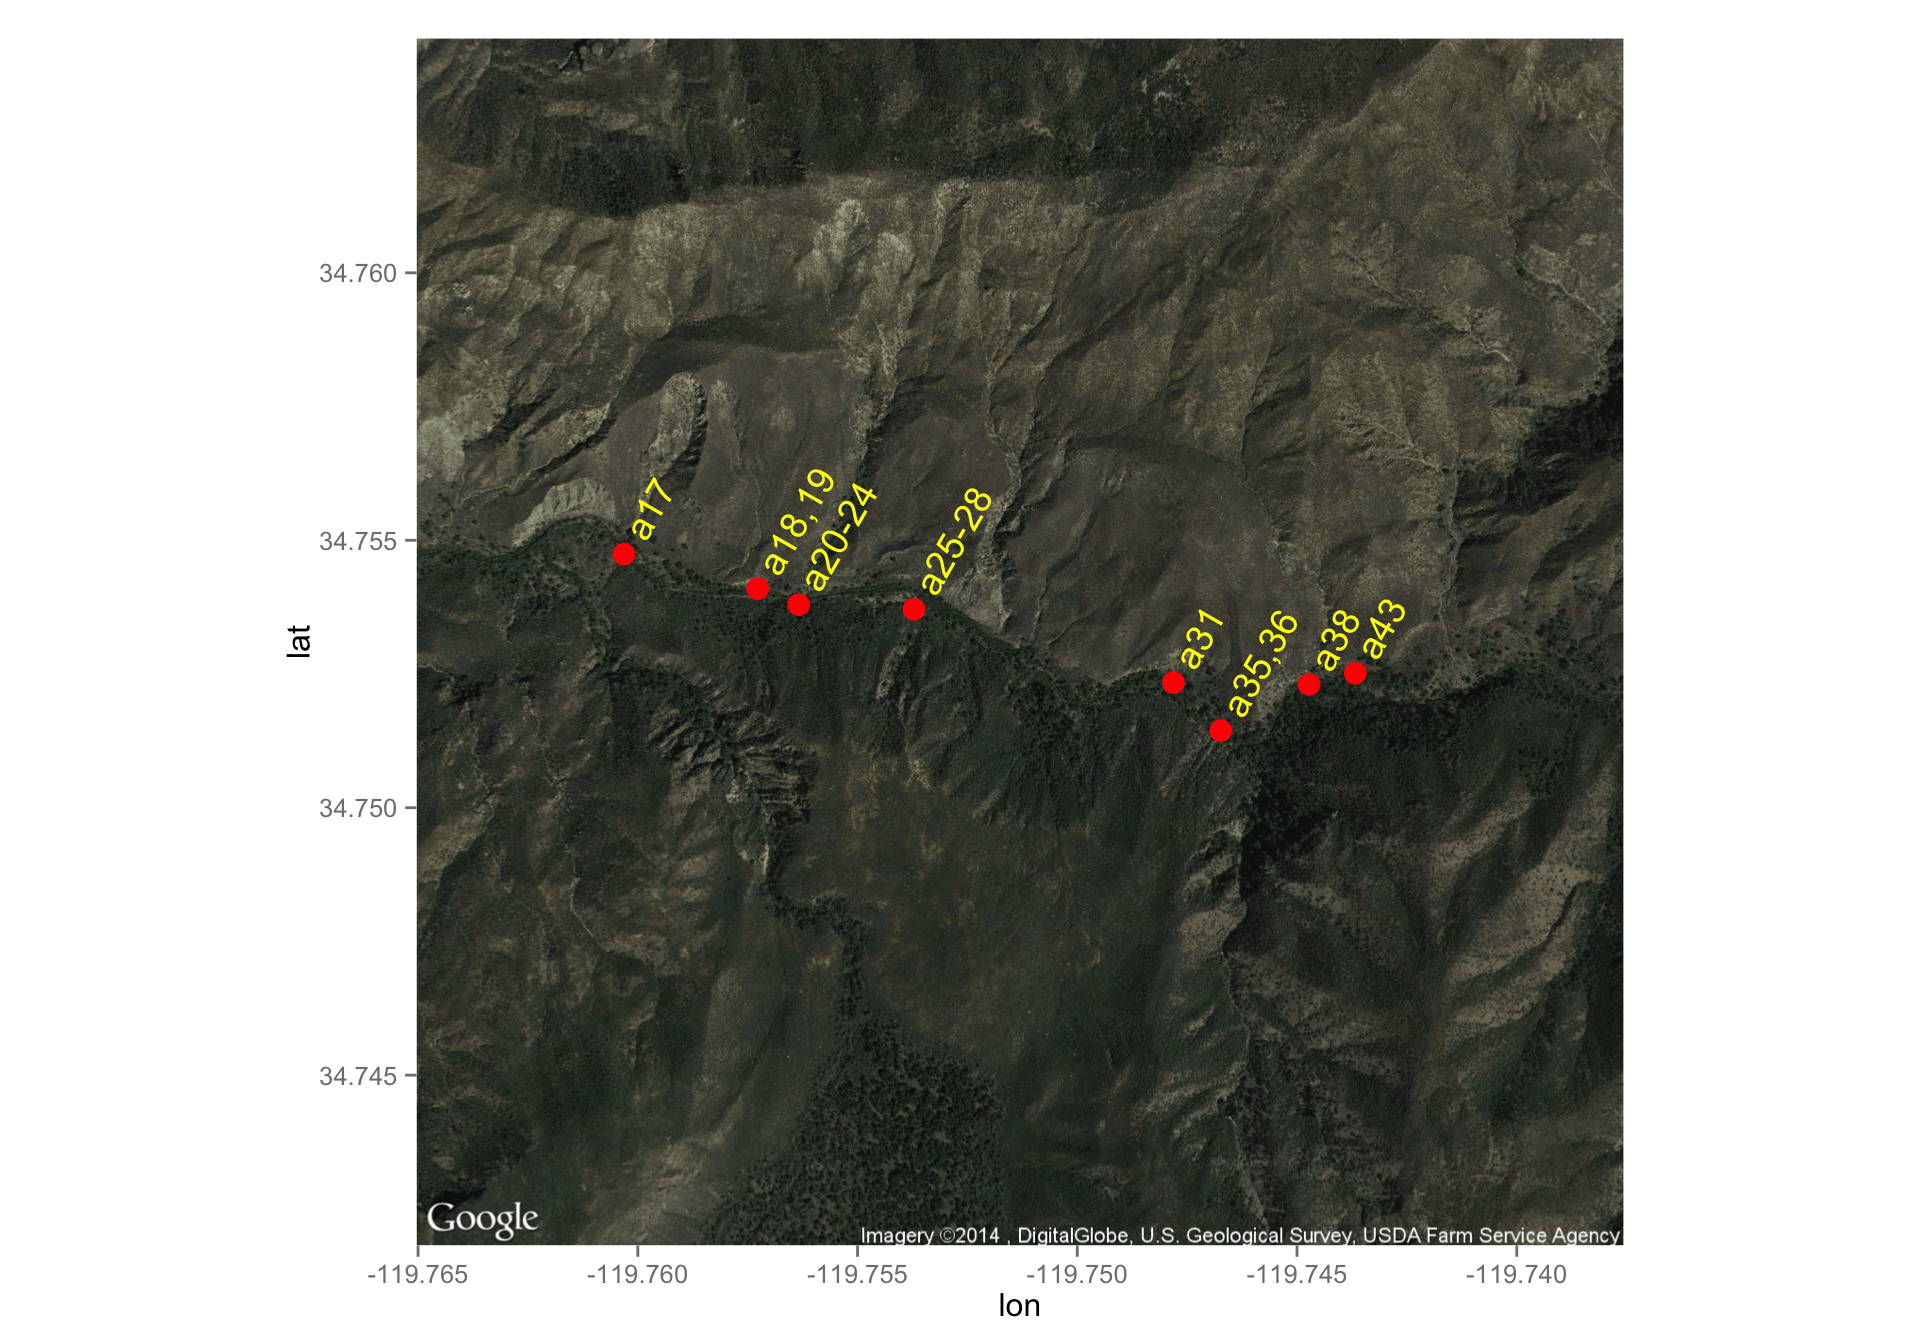 34.760
34.755
34.750
34.745
lat
a17
a18,19
a20-24
a25-28
a31
a35,36
a38
a43
Google
Imagery ©2014 , DigitalGlobe, U.S. Geological Survey, USDA Farm Service Agency
-119.765
-119.760
-119.755
-119.750
-119.745
-119.740
lon